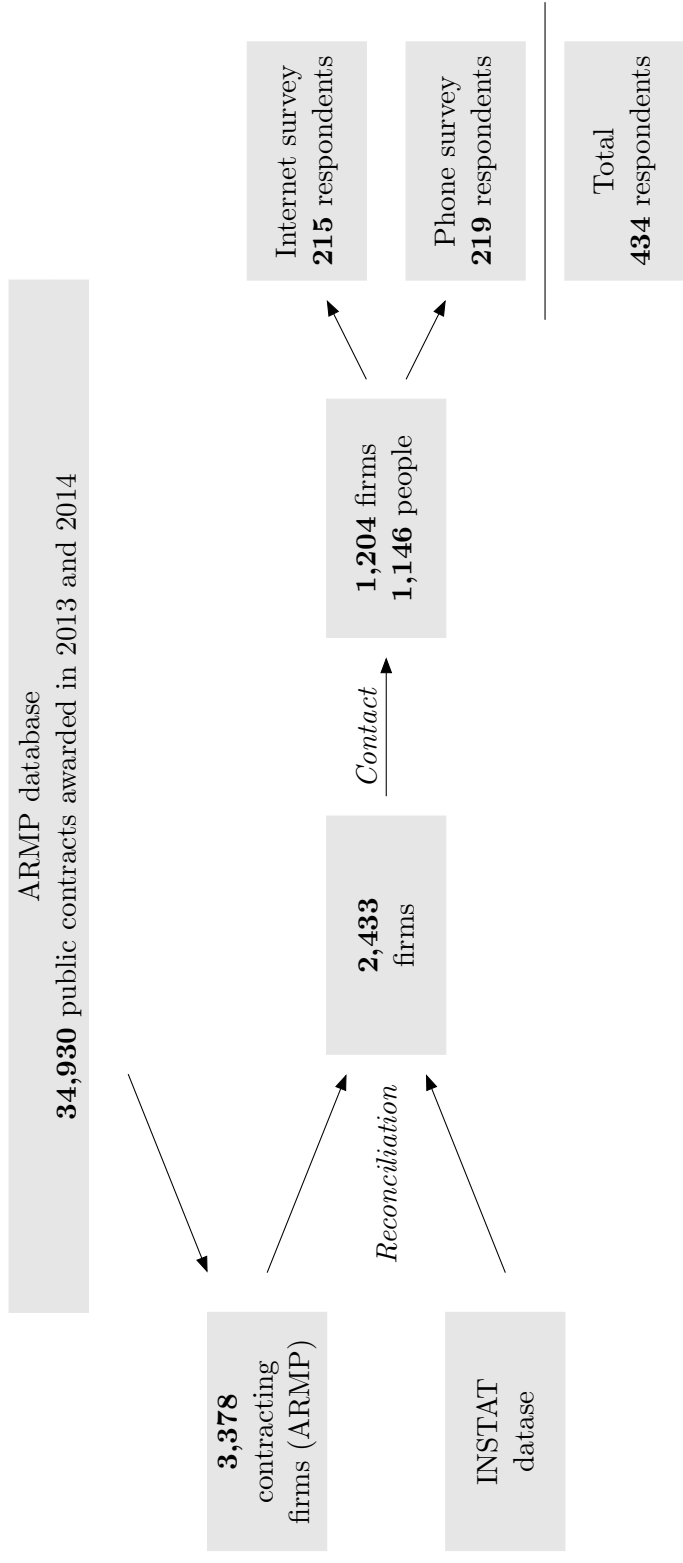 ARMP database
34,930 public contracts awarded in 2013 and 2014
3,378
contracting
firms (ARMP)
INSTAT
datase
Reconciliation
2,433
firms
Contact
1,204 firms
1,146 people
Internet survey
215 respondents
Phone survey
219 respondents
Total
434 respondents